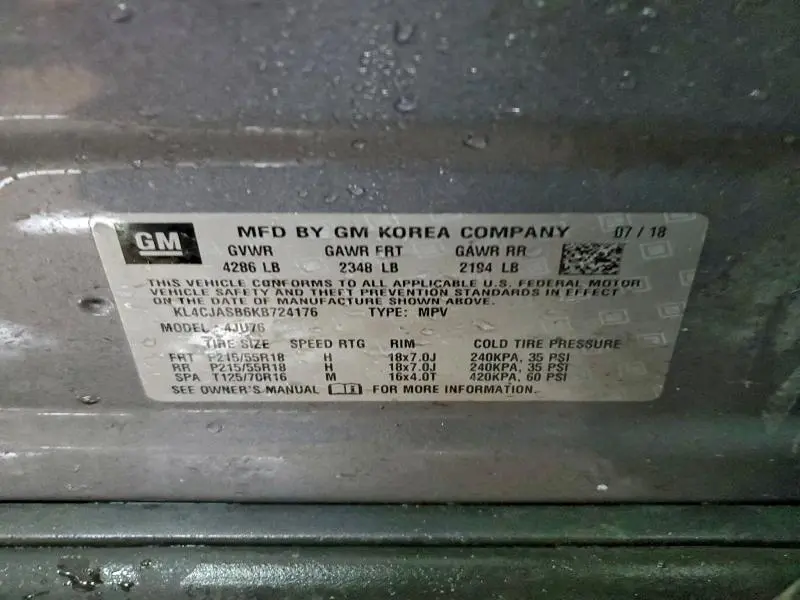 GM MFD BY GM KOREA COMPANY 07 / 18
GVWR GAWR FRT GAWR RR
4286 LB 2348 LB 2194 LB
THIS VEHICLE CONFORMS TO ALL APPLICABLE U.S. FEDERAL MOTOR
VEHICLE SAFETY AND THEFT PREVENTION STANDARDS IN EFFECT
ON THE DATE OF MANUFACTURE SHOWN ABOVE.
KL4CJASB6KB724176 TYPE: MPV
MODEL: 4JU76
TIRE SIZE SPEED RTG RIM COLD TIRE PRESSURE
FRT P215/55R18 H 18x7.0J 240KPA, 35 PSI
RR P215/55R18 H 18x7.0J 240KPA, 35 PSI
SPA T125/70R16 M 16x4.0T 420KPA, 60 PSI
SEE OWNER'S MANUAL FOR MORE INFORMATION.